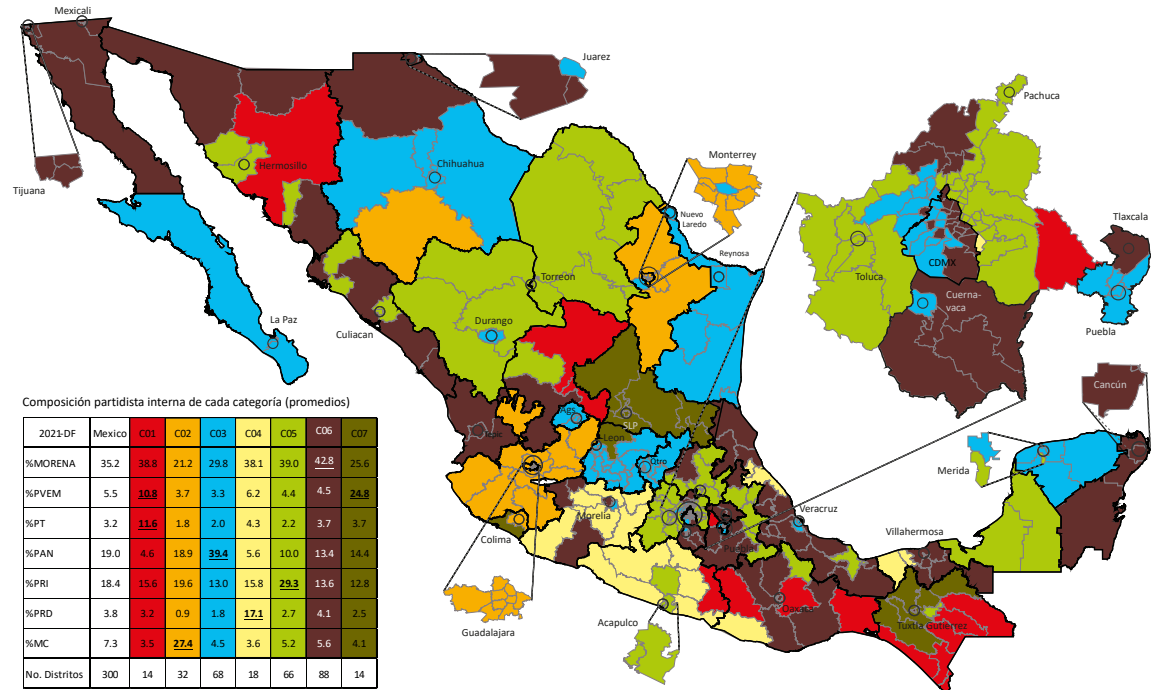 Mexicali
Juarez
Pachuca
Hermosillo
Chihuahua
Monterrey
Tijuana
Nuevo
Laredo
Tlaxcala
Reynosa
CDMX
Toluca
Torreón
Cuerna-
vaca
La Paz
Durango
Puebla
Culiacan
Cancún
Composición partidista interna de cada categoría (promedios)
Ags
SLP
Tepic
Leon
Qtro
Merida
2021-DF Mexico C01 C02 C03 C04 C05 C06 C07
%MORENA 35.2 38.8 21.2 29.8 38.1 39.0 42.8 25.6
%PVEM 5.5 10.8 3.7 3.3 6.2 4.4 4.5 24.8
%PT 3.2 11.6 1.8 2.0 4.3 2.2 3.7 3.7
%PAN 19.0 4.6 18.9 39.4 5.6 10.0 13.4 14.4
%PRI 18.4 15.6 19.6 13.0 15.8 29.3 13.6 12.8
%PRD 3.8 3.2 0.9 1.8 17.1 2.7 4.1 2.5
%MC 7.3 3.5 27.4 4.5 3.6 5.2 5.6 4.1
No. Distritos 300 14 32 68 18 66 88 14
Morelia
Veracruz
Colima
Villahermosa
Puebla
Oaxaca
Guadalajara
Acapulco
Tuxtla Gutierrez